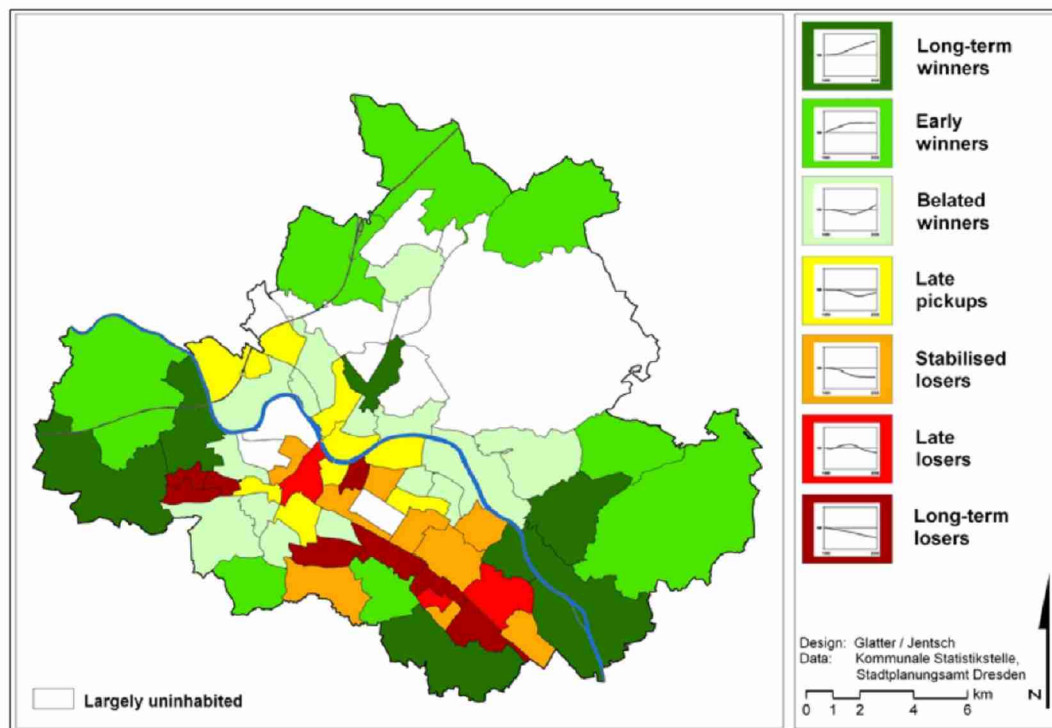 Long-term
winners
Early
winners
Belated
winners
Late
pickups
Stabilised
losers
Late
losers
Long-term
losers
Largely uninhabited
Design: Glatter / Jentsch
Data: Kommunale Statistikstelle,
Stadtplanungsamt Dresden
km
0 1 2 4 6
N